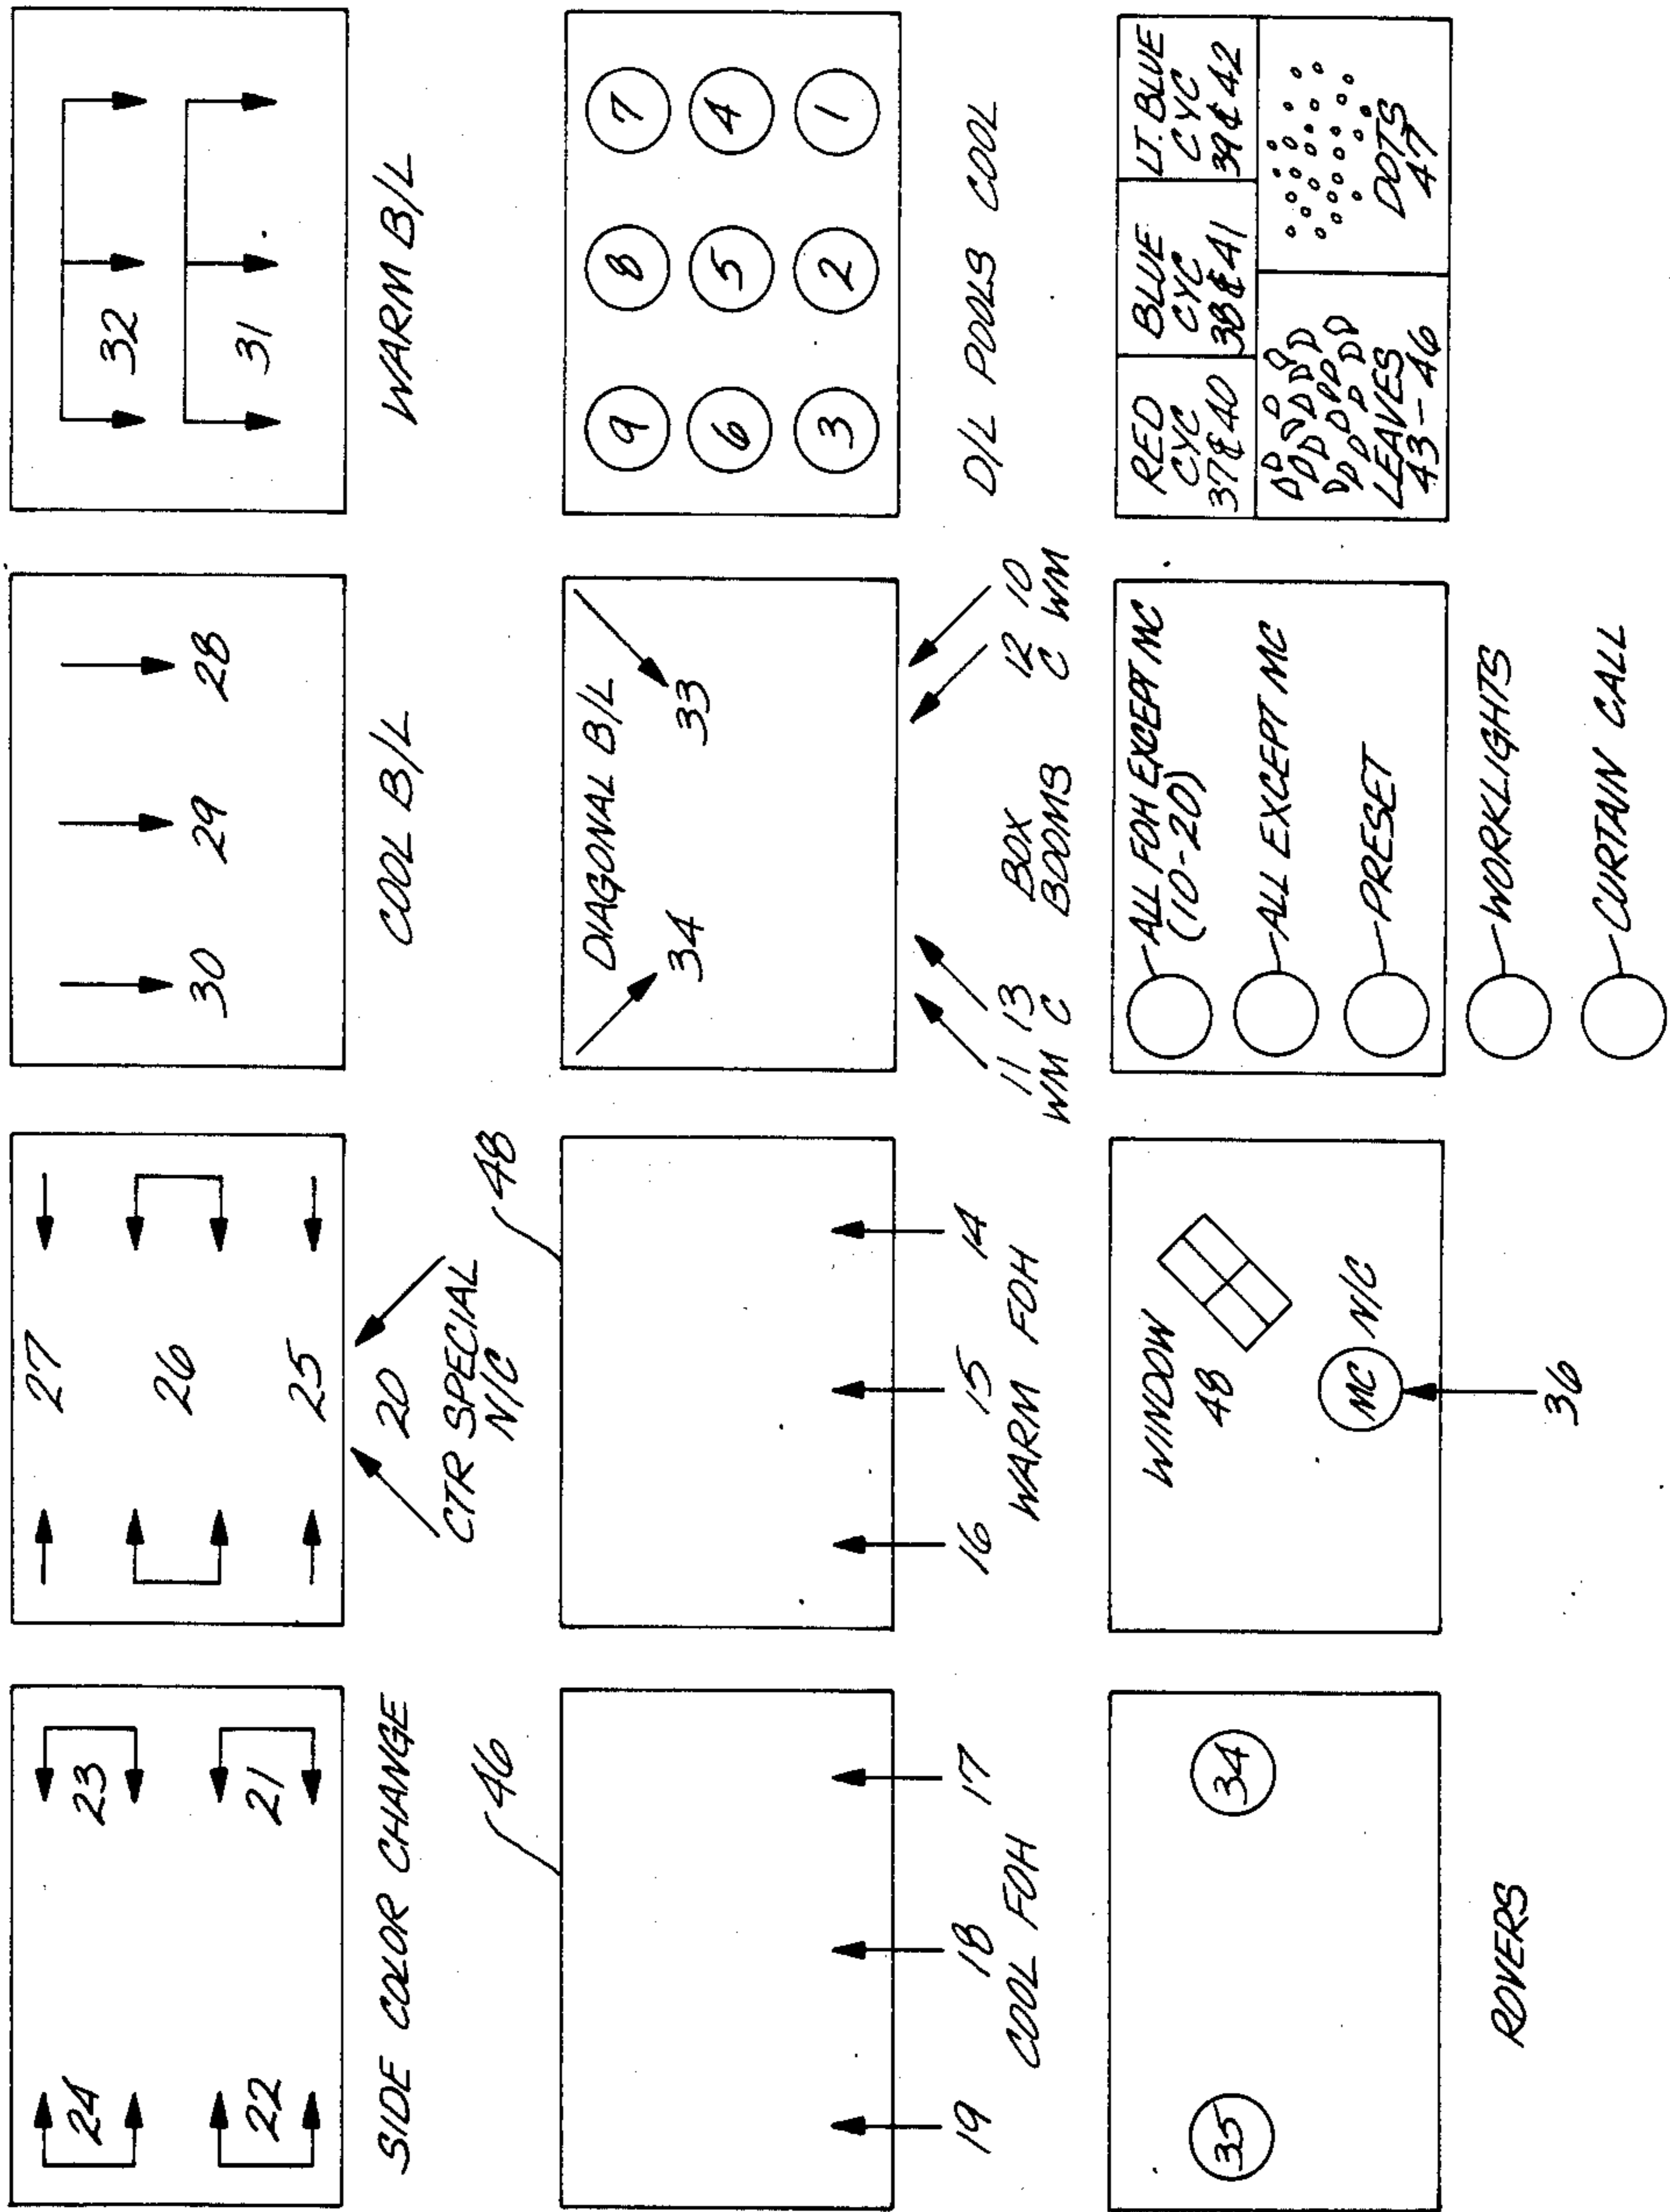 24 23
22 21
SIDE COLOR CHANGE
27
26
25
20
CTR SPECIAL
N/C
30 29 28
COOL B/L
32
31
WARM B/L
46
19 18 17
COOL FOH
48
16 15 14
WARM FOH
DIAGONAL B/L
34 33
11 13
WM C
BOX
BOOMS
12 10
C WM
9 8 7
6 5 4
3 2 1
D/L POOLS COOL
35 34
ROVERS
WINDOW
48
MC N/C
36
ALL FOH EXCEPT MC
(10-20)
ALL EXCEPT MC
PRESET
WORKLIGHTS
CURTAIN CALL
RED
CYC
37&40
BLUE
CYC
38&41
LT. BLUE
CYC
39&42
LEAVES
43-46
DOTS
47